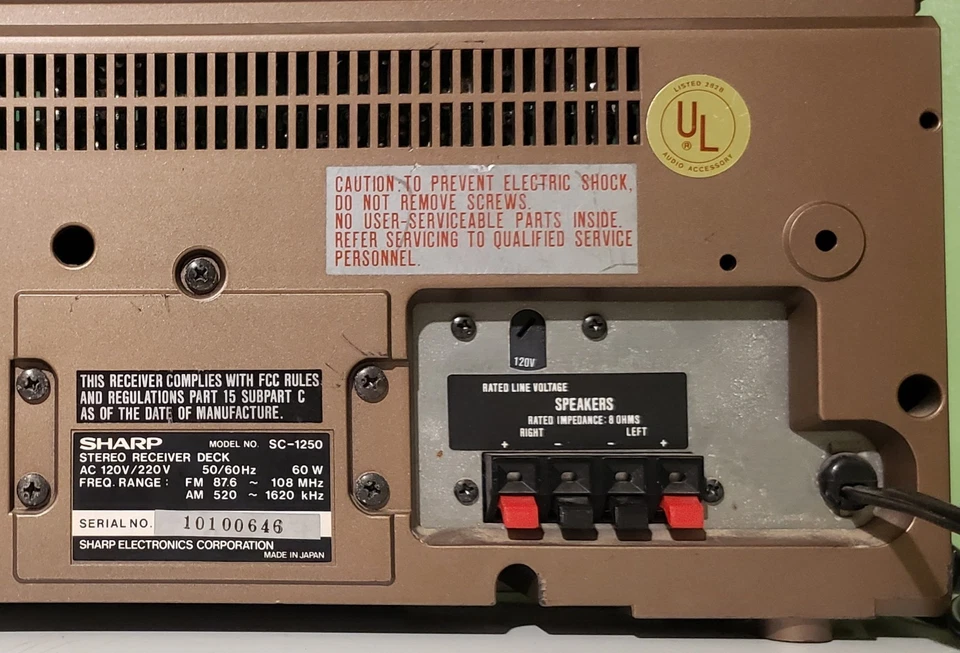 LISTED 282B
UL
®
AUDIO ACCESSORY
CAUTION: TO PREVENT ELECTRIC SHOCK,
DO NOT REMOVE SCREWS.
NO USER-SERVICEABLE PARTS INSIDE.
REFER SERVICING TO QUALIFIED SERVICE
PERSONNEL.
120V
RATED LINE VOLTAGE
SPEAKERS
RATED IMPEDANCE: 8 OHMS
RIGHT LEFT
+ - - +
THIS RECEIVER COMPLIES WITH FCC RULES
AND REGULATIONS PART 15 SUBPART C
AS OF THE DATE OF MANUFACTURE.
SHARP MODEL NO. SC-1250
STEREO RECEIVER DECK
AC 120V/220V 50/60Hz 60 W
FREQ. RANGE: FM 87.6 ~ 108 MHz
AM 520 ~ 1620 kHz
SERIAL NO. 10100646
SHARP ELECTRONICS CORPORATION
MADE IN JAPAN